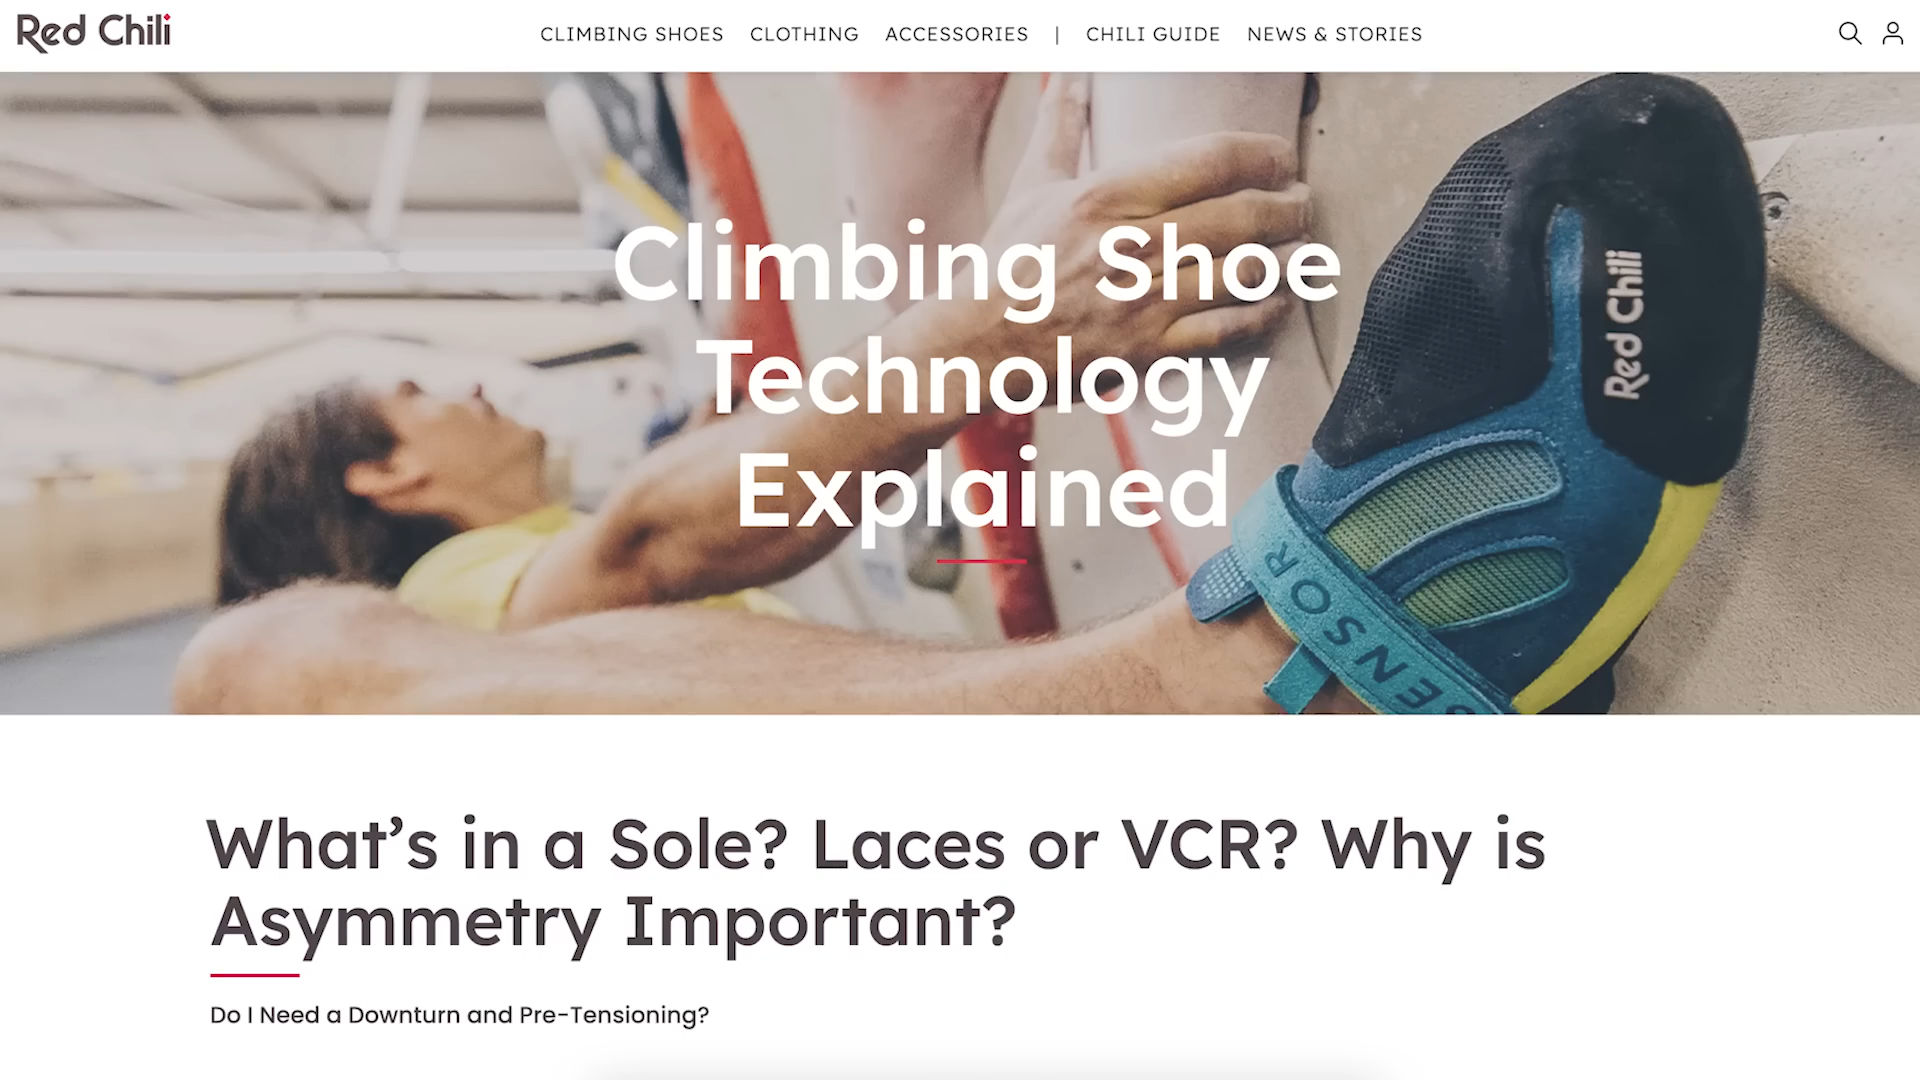 Red Chili
CLIMBING SHOES CLOTHING ACCESSORIES | CHILI GUIDE NEWS & STORIES
Climbing Shoe
Technology
Explained
Red Chili
SENSOR
What’s in a Sole? Laces or VCR? Why is
Asymmetry Important?
Do I Need a Downturn and Pre-Tensioning?